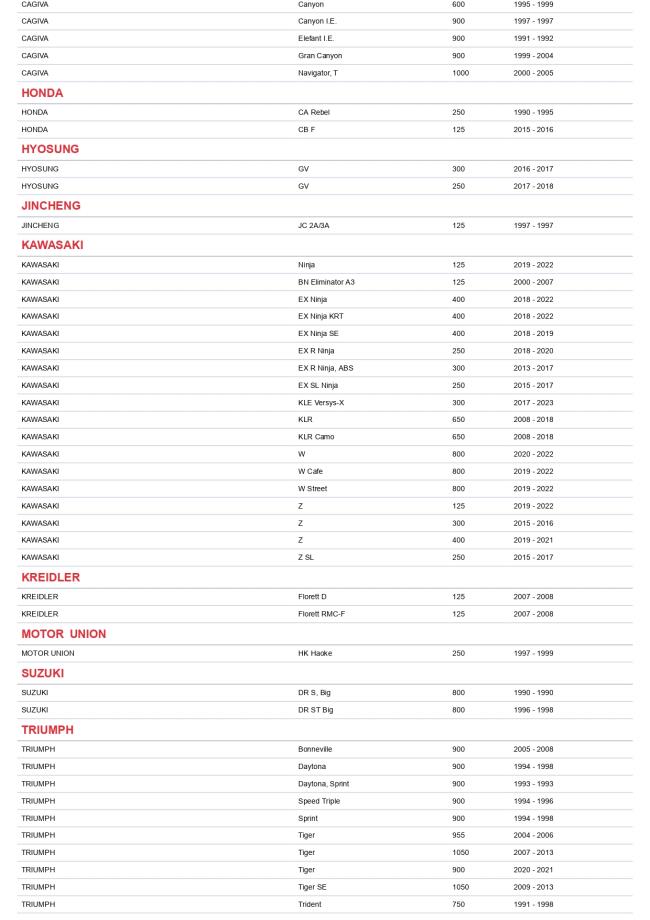 CAGIVA Canyon 600 1995 - 1999
CAGIVA Canyon I.E. 900 1997 - 1997
CAGIVA Elefant I.E. 900 1991 - 1992
CAGIVA Gran Canyon 900 1999 - 2004
CAGIVA Navigator, T 1000 2000 - 2005
HONDA
HONDA CA Rebel 250 1990 - 1995
HONDA CB F 125 2015 - 2016
HYOSUNG
HYOSUNG GV 300 2016 - 2017
HYOSUNG GV 250 2017 - 2018
JINCHENG
JINCHENG JC 2A/3A 125 1997 - 1997
KAWASAKI
KAWASAKI Ninja 125 2019 - 2022
KAWASAKI BN Eliminator A3 125 2000 - 2007
KAWASAKI EX Ninja 400 2018 - 2022
KAWASAKI EX Ninja KRT 400 2018 - 2022
KAWASAKI EX Ninja SE 400 2018 - 2019
KAWASAKI EX R Ninja 250 2018 - 2020
KAWASAKI EX R Ninja, ABS 300 2013 - 2017
KAWASAKI EX SL Ninja 250 2015 - 2017
KAWASAKI KLE Versys-X 300 2017 - 2023
KAWASAKI KLR 650 2008 - 2018
KAWASAKI KLR Camo 650 2008 - 2018
KAWASAKI W 800 2020 - 2022
KAWASAKI W Cafe 800 2019 - 2022
KAWASAKI W Street 800 2019 - 2022
KAWASAKI Z 125 2019 - 2022
KAWASAKI Z 300 2015 - 2016
KAWASAKI Z 400 2019 - 2021
KAWASAKI Z SL 250 2015 - 2017
KREIDLER
KREIDLER Florett D 125 2007 - 2008
KREIDLER Florett RMC-F 125 2007 - 2008
MOTOR UNION
MOTOR UNION HK Haoke 250 1997 - 1999
SUZUKI
SUZUKI DR S, Big 800 1990 - 1990
SUZUKI DR ST Big 800 1996 - 1998
TRIUMPH
TRIUMPH Bonneville 900 2005 - 2008
TRIUMPH Daytona 900 1994 - 1998
TRIUMPH Daytona, Sprint 900 1993 - 1993
TRIUMPH Speed Triple 900 1994 - 1996
TRIUMPH Sprint 900 1994 - 1998
TRIUMPH Tiger 955 2004 - 2006
TRIUMPH Tiger 1050 2007 - 2013
TRIUMPH Tiger 900 2020 - 2021
TRIUMPH Tiger SE 1050 2009 - 2013
TRIUMPH Trident 750 1991 - 1998